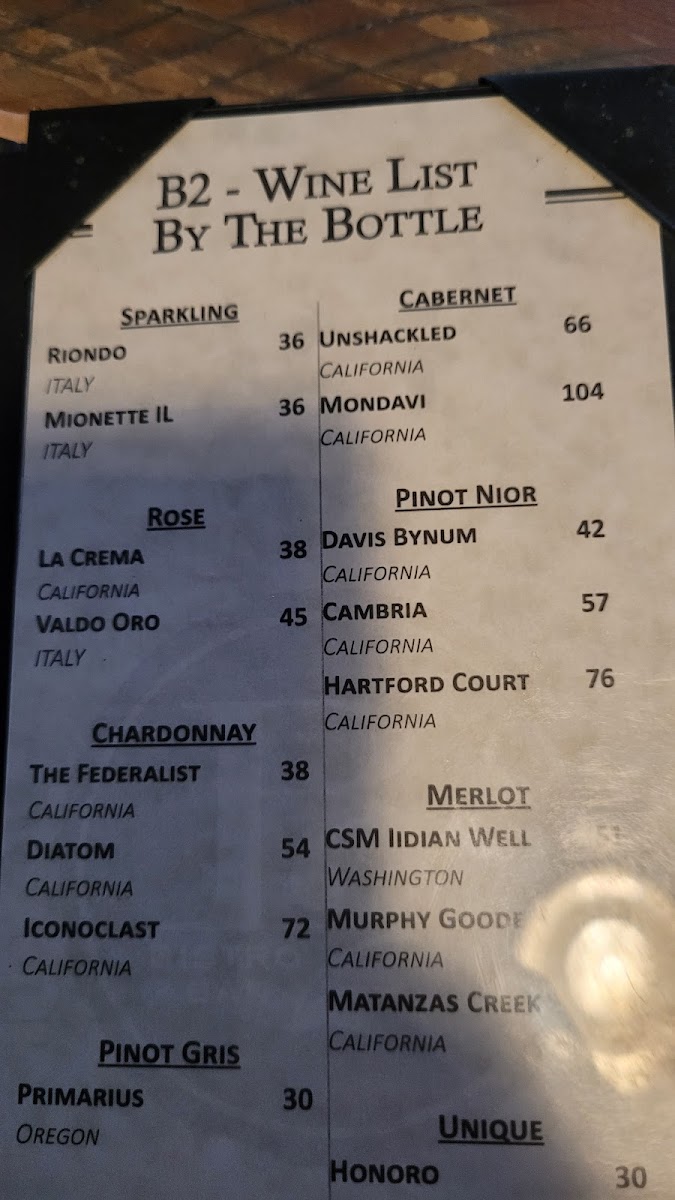 B2 - Wine List
By The Bottle
Sparkling
Riondo 36
Italy
Mionette IL 36
Italy
Rose
La Crema 38
California
Valdo Oro 45
Italy
Chardonnay
The Federalist 38
California
Diatom 54
California
Iconoclast 72
California
Pinot Gris
Primarius 30
Oregon
Cabernet
Unshackled 66
California
Mondavi 104
California
Pinot Nior
Davis Bynum 42
California
Cambria 57
California
Hartford Court 76
California
Merlot
CSM Iidian Well
Washington
Murphy Goode
California
Matanzas Creek
California
Unique
Honoro 30